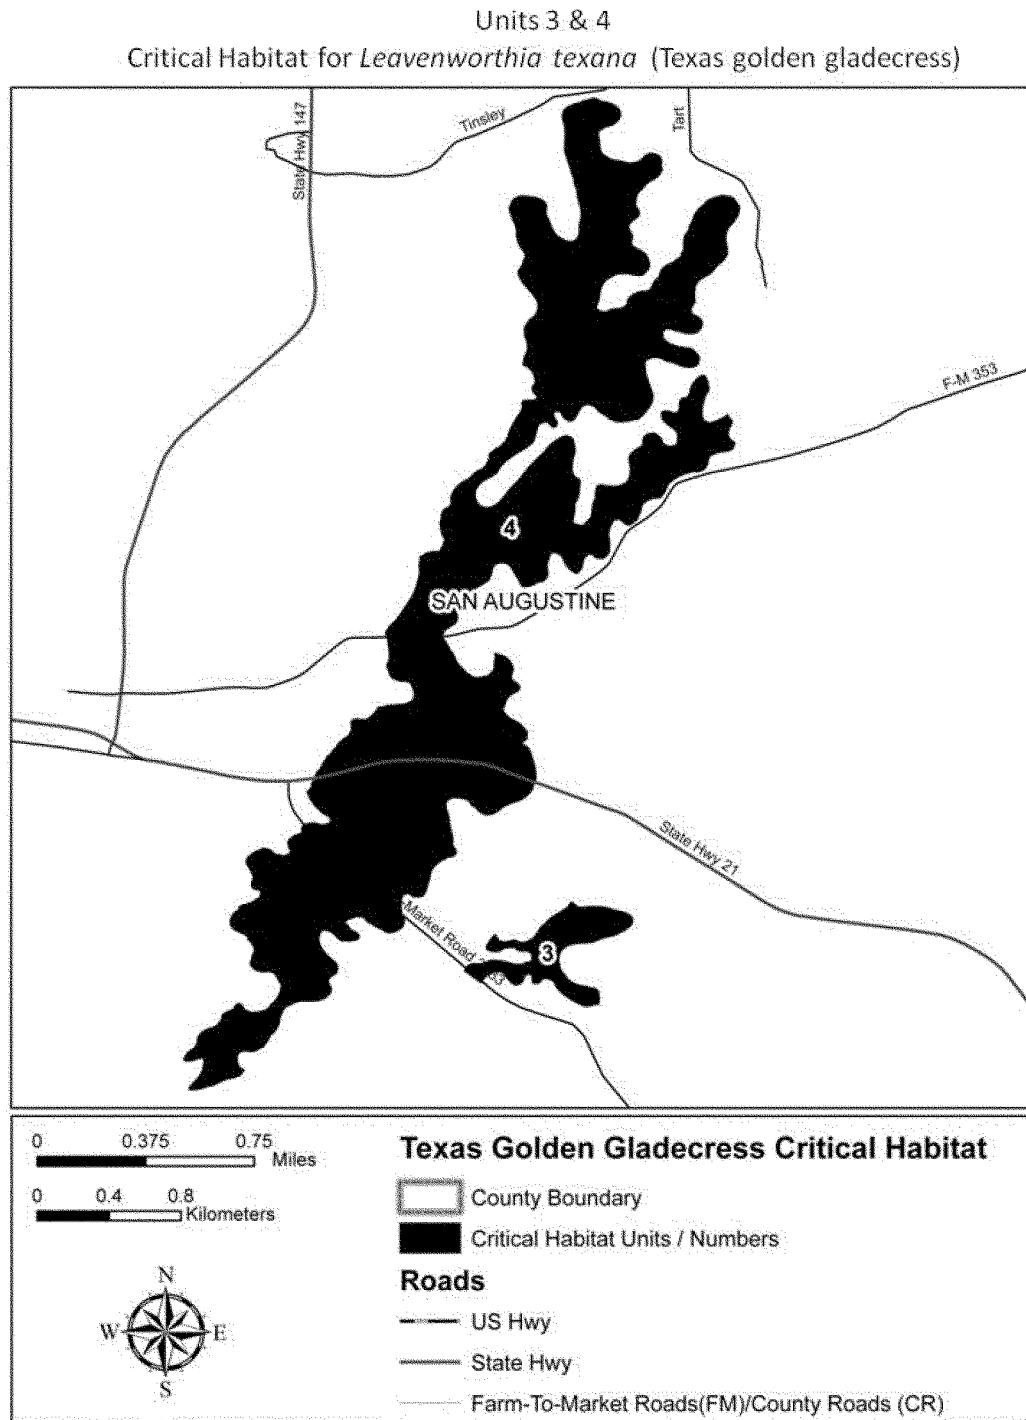 Units 3 & 4
Critical Habitat for Leavenworthia texana (Texas golden gladecress)
State Hwy 147
Tinsley
Tart
F-M 353
4
SAN AUGUSTINE
State Hwy 21
Market Road
3
0 0.375 0.75
Miles
0 0.4 0.8
Kilometers
N
W E
S
Texas Golden Gladecress Critical Habitat
County Boundary
Critical Habitat Units / Numbers
Roads
US Hwy
State Hwy
Farm-To-Market Roads(FM)/County Roads (CR)